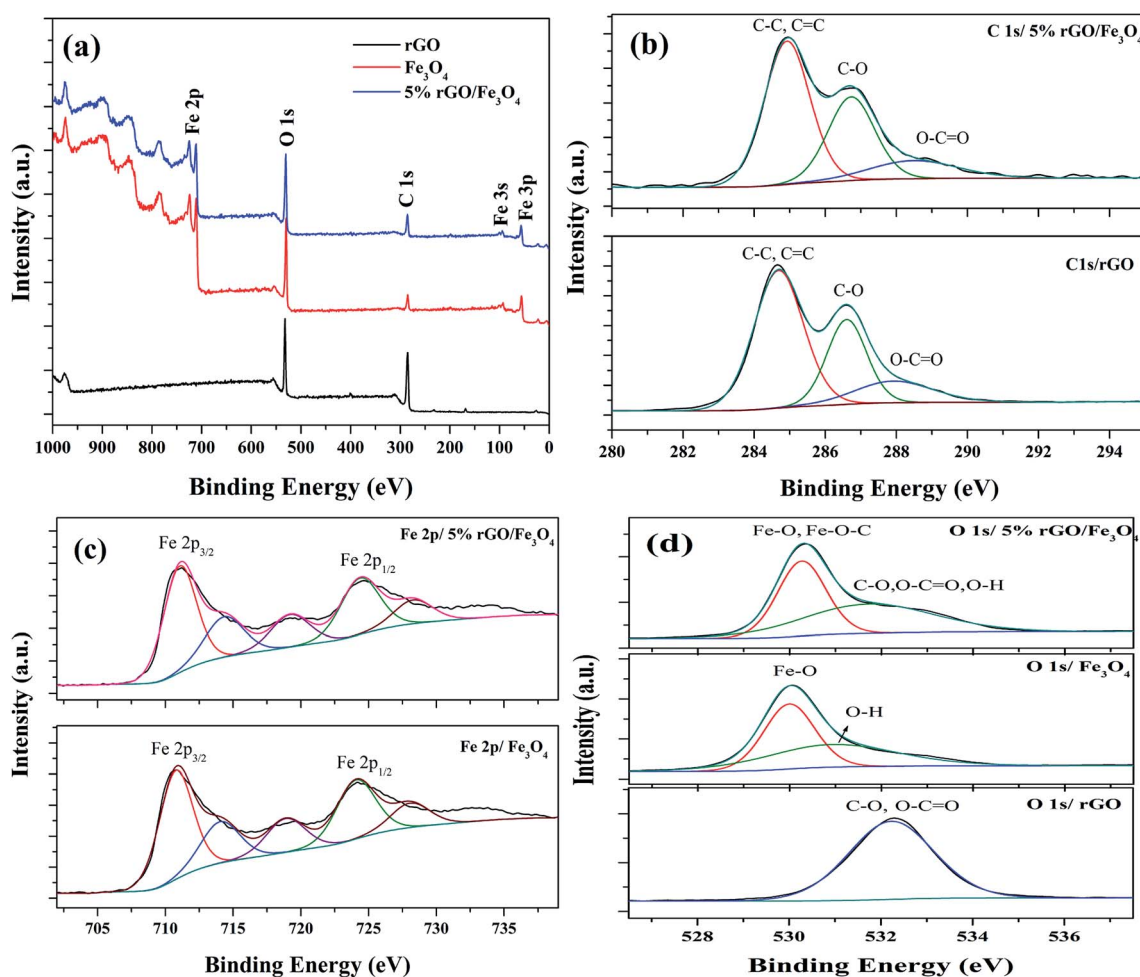 (a)
rGO
Fe₃O₄
5% rGO/Fe₃O₄
Fe 2p
O 1s
C 1s
Fe 3s
Fe 3p
Intensity (a.u.)
1000 900 800 700 600 500 400 300 200 100 0
Binding Energy (eV)
(b)
C 1s/ 5% rGO/Fe₃O₄
C-C, C=C
C-O
O-C=O
C1s/rGO
C-C, C=C
C-O
O-C=O
Intensity (a.u.)
280 282 284 286 288 290 292 294
Binding Energy (eV)
(c)
Fe 2p/ 5% rGO/Fe₃O₄
Fe 2p₃/₂
Fe 2p₁/₂
Fe 2p/ Fe₃O₄
Fe 2p₃/₂
Fe 2p₁/₂
Intensity (a.u.)
705 710 715 720 725 730 735
Binding Energy (eV)
(d)
O 1s/ 5% rGO/Fe₃O₄
Fe-O, Fe-O-C
C-O,O-C=O,O-H
O 1s/ Fe₃O₄
Fe-O
O-H
O 1s/ rGO
C-O, O-C=O
Intensity (a.u.)
528 530 532 534 536
Binding Energy (eV)